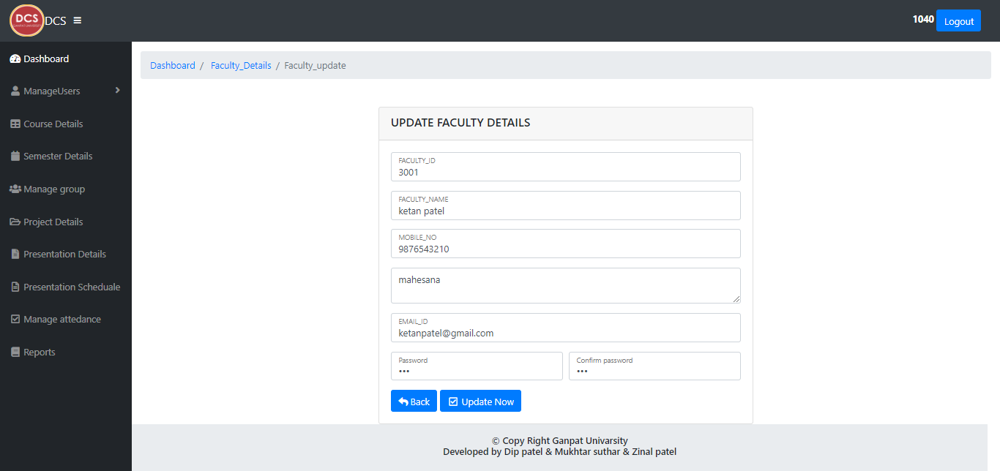 DCS
GANPAT UNIVERSITY
DCS
1040
Logout
Dashboard
ManageUsers
Course Details
Semester Details
Manage group
Project Details
Presentation Details
Presentation Scheduale
Manage attedance
Reports
Dashboard / Faculty_Details / Faculty_update
UPDATE FACULTY DETAILS
FACULTY_ID
3001
FACULTY_NAME
ketan patel
MOBILE_NO
9876543210
mahesana
EMAIL_ID
ketanpatel@gmail.com
Password Confirm password
••• •••
Back Update Now
© Copy Right Ganpat Univarsity
Developed by Dip patel & Mukhtar suthar & Zinal patel